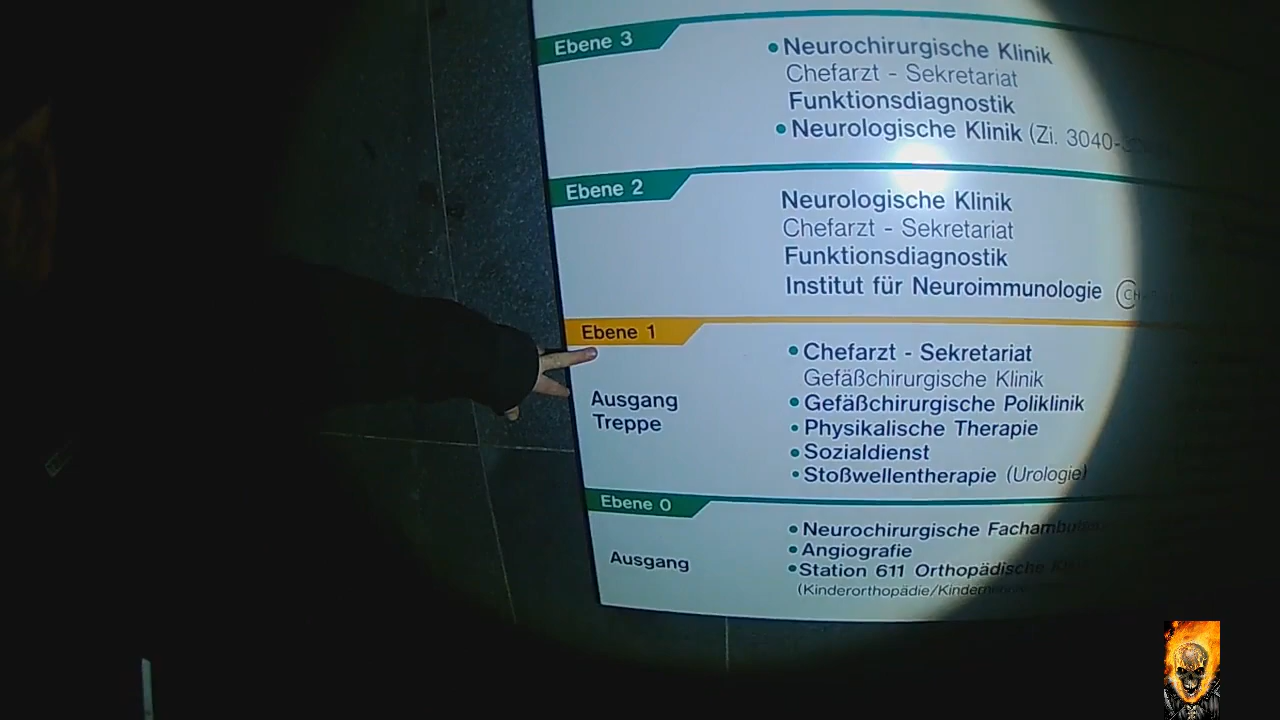 Ebene 3
• Neurochirurgische Klinik
Chefarzt - Sekretariat
Funktionsdiagnostik
• Neurologische Klinik (Zi. 3040-
Ebene 2
Neurologische Klinik
Chefarzt - Sekretariat
Funktionsdiagnostik
Institut für Neuroimmunologie
Ebene 1
Ausgang
Treppe
• Chefarzt - Sekretariat
Gefäßchirurgische Klinik
• Gefäßchirurgische Poliklinik
• Physikalische Therapie
• Sozialdienst
• Stoßwellentherapie (Urologie)
Ebene 0
Ausgang
• Neurochirurgische
• Angiografie
• Station 611 Orthopädische